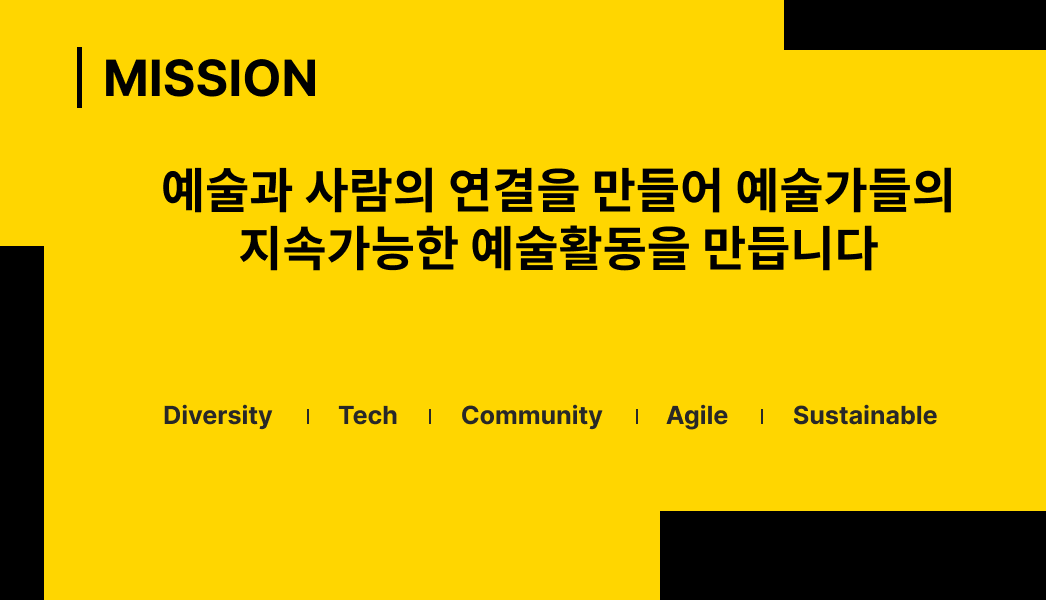 MISSION
예술과 사람의 연결을 만들어 예술가들의
지속가능한 예술활동을 만듭니다
Diversity | Tech | Community | Agile | Sustainable